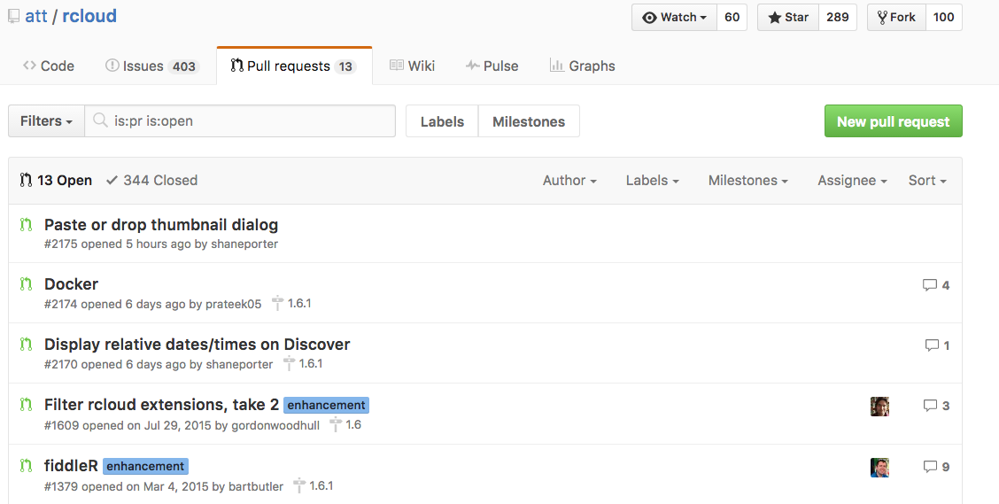 att / rcloud
Watch 60 Star 289 Fork 100
Code Issues 403 Pull requests 13 Wiki Pulse Graphs
Filters is:pr is:open Labels Milestones New pull request
13 Open 344 Closed Author Labels Milestones Assignee Sort
Paste or drop thumbnail dialog
#2175 opened 5 hours ago by shaneporter
Docker 4
#2174 opened 6 days ago by prateek05 1.6.1
Display relative dates/times on Discover 1
#2170 opened 6 days ago by shaneporter 1.6.1
Filter rcloud extensions, take 2 enhancement 3
#1609 opened on Jul 29, 2015 by gordonwoodhull 1.6
fiddleR enhancement 9
#1379 opened on Mar 4, 2015 by bartbutler 1.6.1